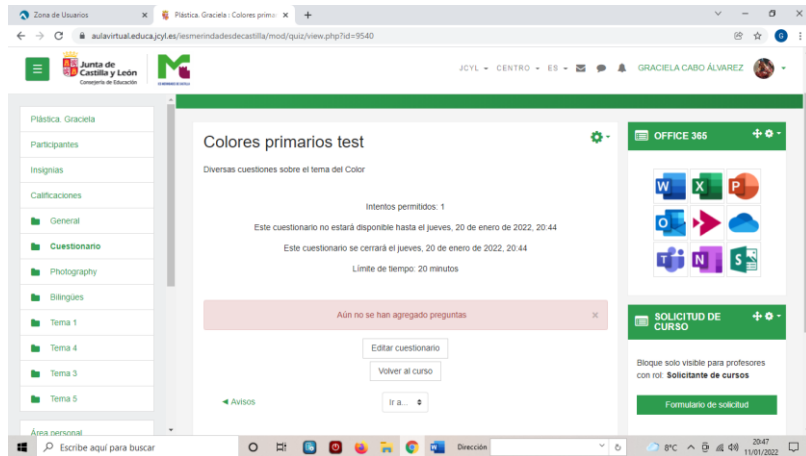 Zona de Usuarios
Plástica. Graciela : Colores primar
aulavirtual.educa.jcyl.es/iesmerindadesdecastilla/mod/quiz/view.php?id=9540
G
Junta de
Castilla y León
Consejería de Educación
JCYL CENTRO ES GRACIELA CABO ÁLVAREZ
Plástica. Graciela
Participantes
Insignias
Calificaciones
General
Cuestionario
Photography
Bilingües
Tema 1
Tema 4
Tema 3
Tema 5
Área personal
Colores primarios test
Diversas cuestiones sobre el tema del Color
Intentos permitidos: 1
Este cuestionario no estará disponible hasta el jueves, 20 de enero de 2022, 20:44
Este cuestionario se cerrará el jueves, 20 de enero de 2022, 20:44
Límite de tiempo: 20 minutos
Aún no se han agregado preguntas
Editar cuestionario
Volver al curso
◄ Avisos
Ir a...
OFFICE 365
W X P
O
T N S
SOLICITUD DE
CURSO
Bloque solo visible para profesores
con rol: Solicitante de cursos
Formulario de solicitud
Escribe aquí para buscar
Dirección
8°C
20:47
11/01/2022